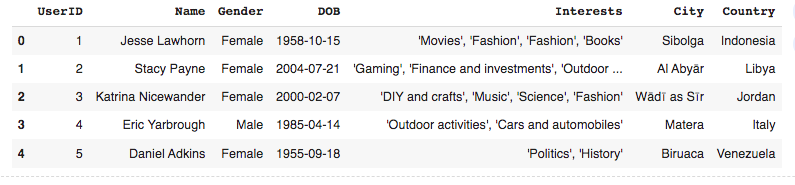 UserID Name Gender DOB Interests City Country
0 1 Jesse Lawhorn Female 1958-10-15 'Movies', 'Fashion', 'Fashion', 'Books' Sibolga Indonesia
1 2 Stacy Payne Female 2004-07-21 'Gaming', 'Finance and investments', 'Outdoor ... Al Abyār Libya
2 3 Katrina Nicewander Female 2000-02-07 'DIY and crafts', 'Music', 'Science', 'Fashion' Wādī as Sīr Jordan
3 4 Eric Yarbrough Male 1985-04-14 'Outdoor activities', 'Cars and automobiles' Matera Italy
4 5 Daniel Adkins Female 1955-09-18 'Politics', 'History' Biruaca Venezuela